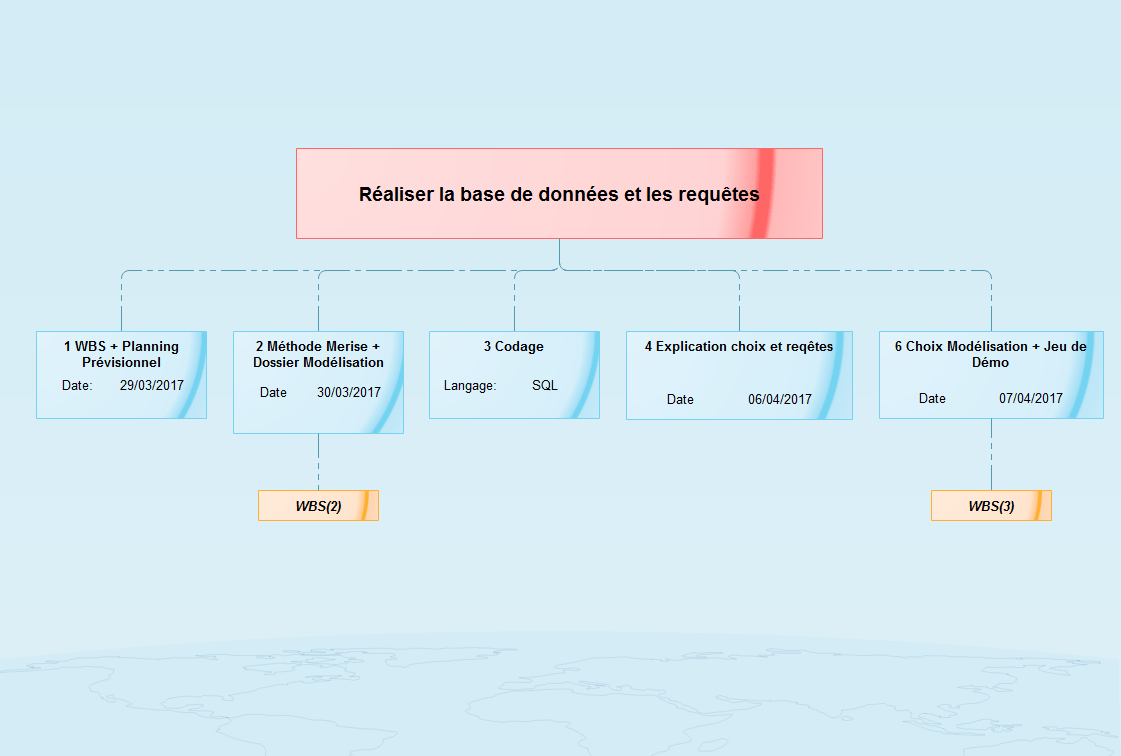 Réaliser la base de données et les requêtes
1 WBS + Planning
Prévisionnel
Date: 29/03/2017
2 Méthode Merise +
Dossier Modélisation
Date 30/03/2017
3 Codage
Langage: SQL
4 Explication choix et reqêtes
Date 06/04/2017
6 Choix Modélisation + Jeu de
Démo
Date 07/04/2017
WBS(2)
WBS(3)